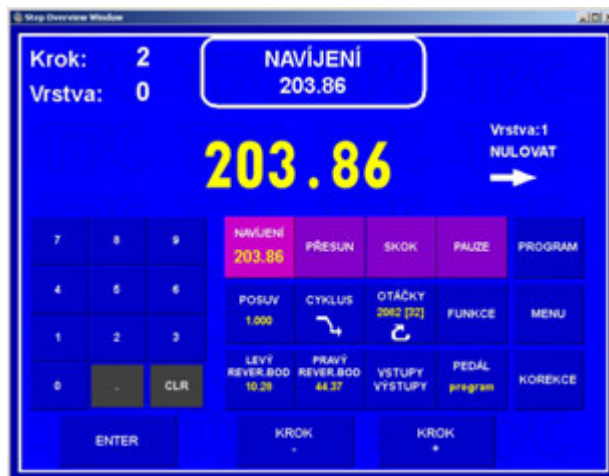 Step Overview Window
Krok: 2
Vrstva: 0
NAVÍJENÍ
203.86
203.86
Vrstva:1
NULOVAT
7 8 9
4 5 6
1 2 3
0 . CLR
NAVÍJENÍ
203.86
PŘESUN
SKOK
PAUZE
PROGRAM
POSUV
1.000
CYKLUS
OTÁČKY
2082 [32]
FUNKCE
MENU
LEVÝ
REVER.BOD
10.28
PRAVÝ
REVER.BOD
44.37
VSTUPY
VÝSTUPY
PEDÁL
program
KOREKCE
ENTER
KROK
-
KROK
+